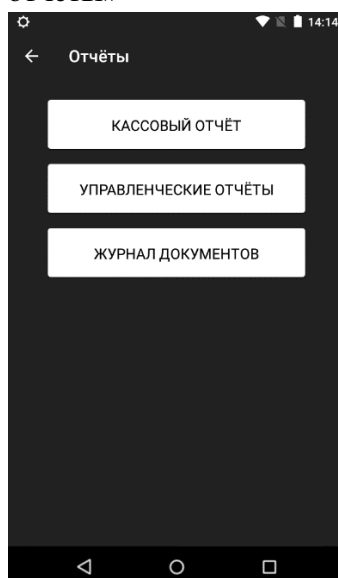 14:14
Отчёты
КАССОВЫЙ ОТЧЁТ
УПРАВЛЕНЧЕСКИЕ ОТЧЁТЫ
ЖУРНАЛ ДОКУМЕНТОВ